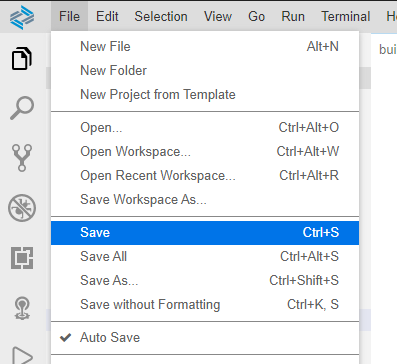 File Edit Selection View Go Run Terminal
New File Alt+N
bui
New Folder
New Project from Template
Open... Ctrl+Alt+O
Open Workspace... Ctrl+Alt+W
Open Recent Workspace... Ctrl+Alt+R
Save Workspace As...
Save Ctrl+S
Save All Ctrl+Alt+S
Save As... Ctrl+Shift+S
Save without Formatting Ctrl+K, S
Auto Save